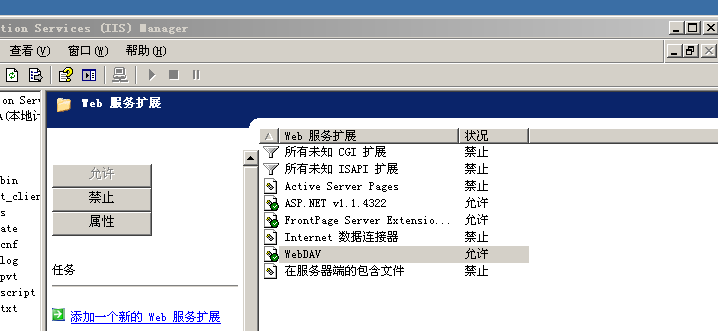 tion Services (IIS) Manager
查看(V) 窗口(W) 帮助(H)
ion Serv
A(本地计
bin
t_client
s
ate
cnf
log
pvt
script
txt
Web 服务扩展
允许
禁止
属性
任务
添加一个新的 Web 服务扩展
Web 服务扩展 状况
所有未知 CGI 扩展 禁止
所有未知 ISAPI 扩展 禁止
Active Server Pages 禁止
ASP.NET v1.1.4322 允许
FrontPage Server Extensio... 允许
Internet 数据连接器 禁止
WebDAV 允许
在服务器端的包含文件 禁止